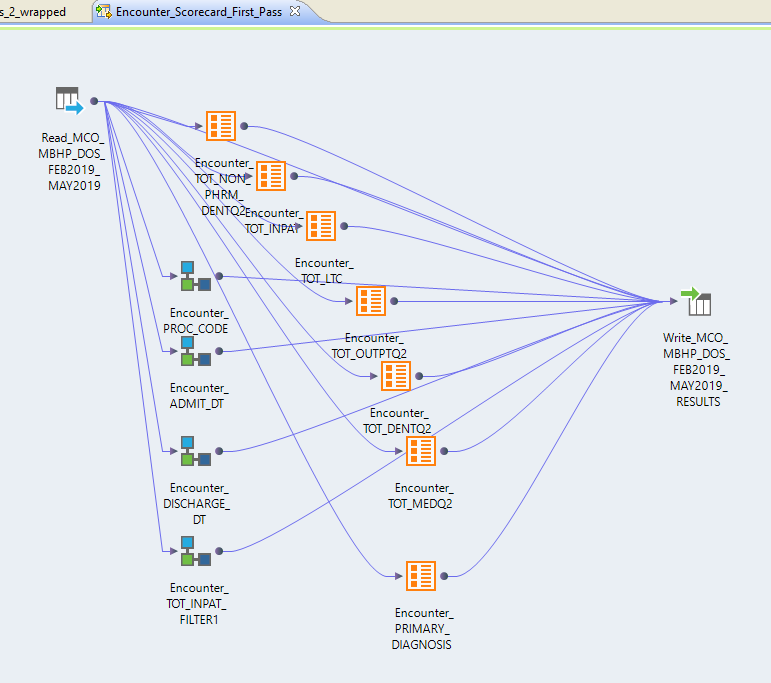 s_2_wrapped
Encounter_Scorecard_First_Pass
Read_MCO_
MBHP_DOS_
FEB2019_
MAY2019
Encounter_
TOT_NON_
PHRM_
DENTQ2
Encounter_
TOT_INPAT
Encounter_
TOT_LTC
Encounter_
PROC_CODE
Encounter_
TOT_OUTPTQ2
Write_MCO_
MBHP_DOS_
FEB2019_
MAY2019_
RESULTS
Encounter_
ADMIT_DT
Encounter_
TOT_DENTQ2
Encounter_
DISCHARGE_
DT
Encounter_
TOT_MEDQ2
Encounter_
TOT_INPAT_
FILTER1
Encounter_
PRIMARY_
DIAGNOSIS